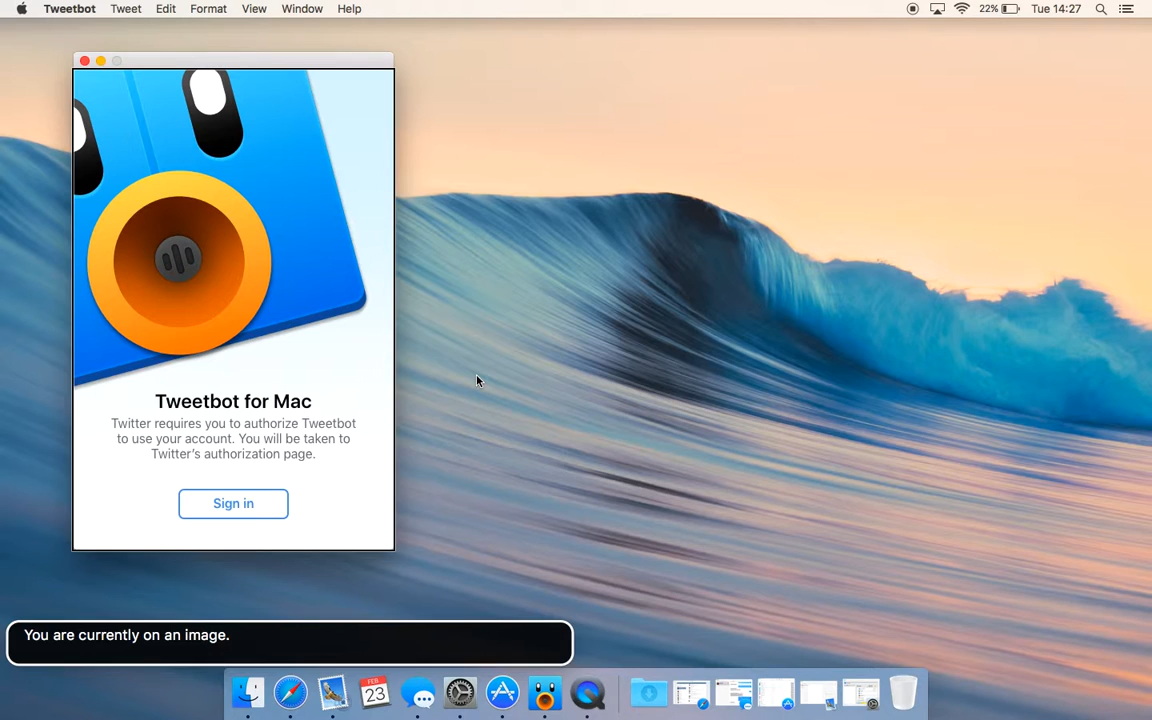 Tweetbot Tweet Edit Format View Window Help 22% Tue 14:27
Tweetbot for Mac
Twitter requires you to authorize Tweetbot
to use your account. You will be taken to
Twitter's authorization page.
Sign in
You are currently on an image.
FEB
23